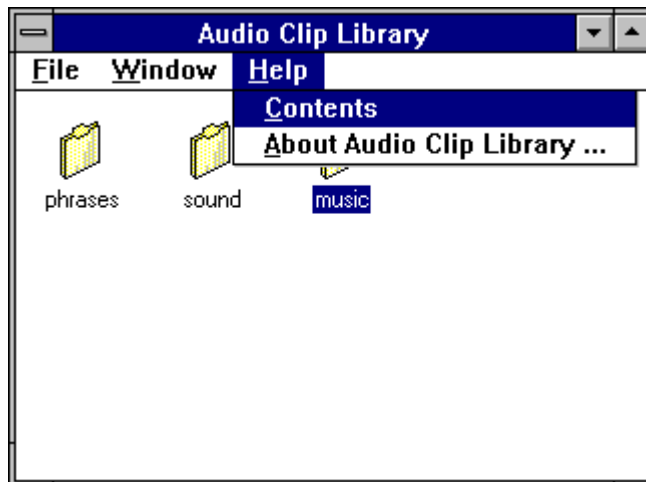 Audio Clip Library
File Window Help
Contents
About Audio Clip Library ...
phrases sound music